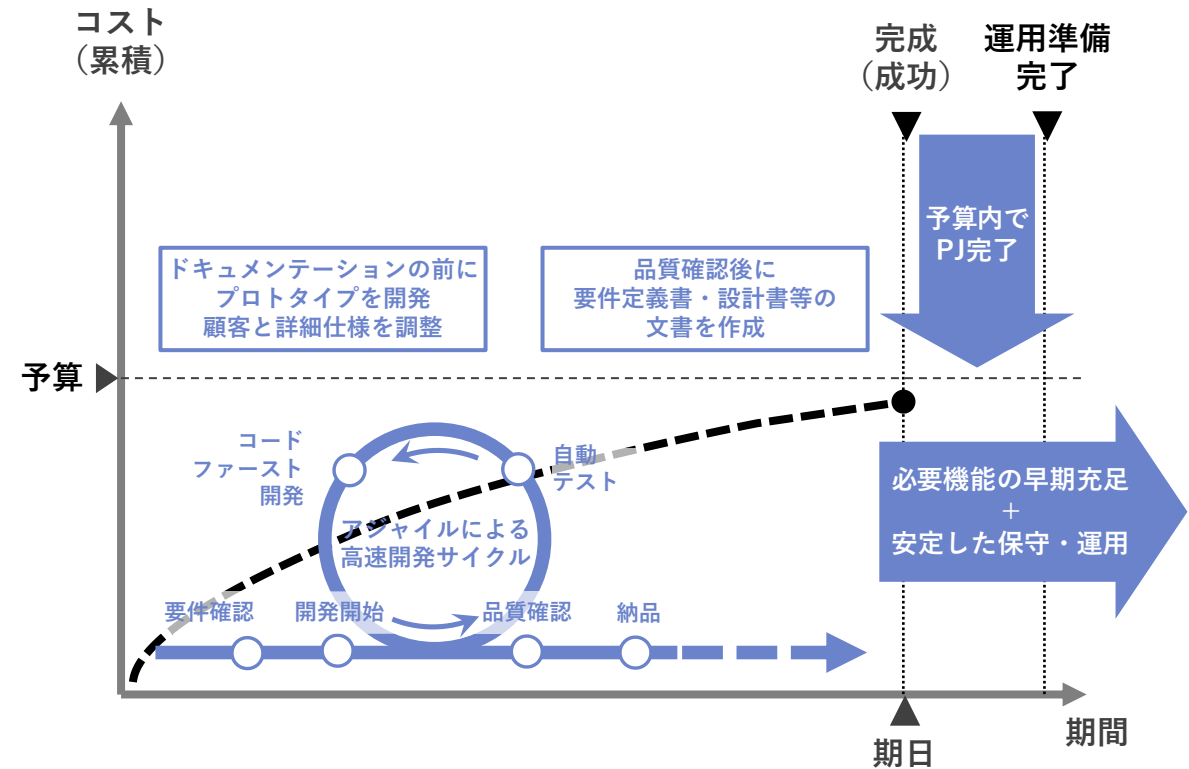 コスト
（累積）
完成
（成功）
運用準備
完了
予算内で
PJ完了
ドキュメンテーションの前に
プロトタイプを開発
顧客と詳細仕様を調整
品質確認後に
要件定義書・設計書等の
文書を作成
予算
コード
ファースト
開発
自動
テスト
アジャイルによる
高速開発サイクル
必要機能の早期充足
+
安定した保守・運用
要件確認
開発開始
品質確認
納品
期日
期間